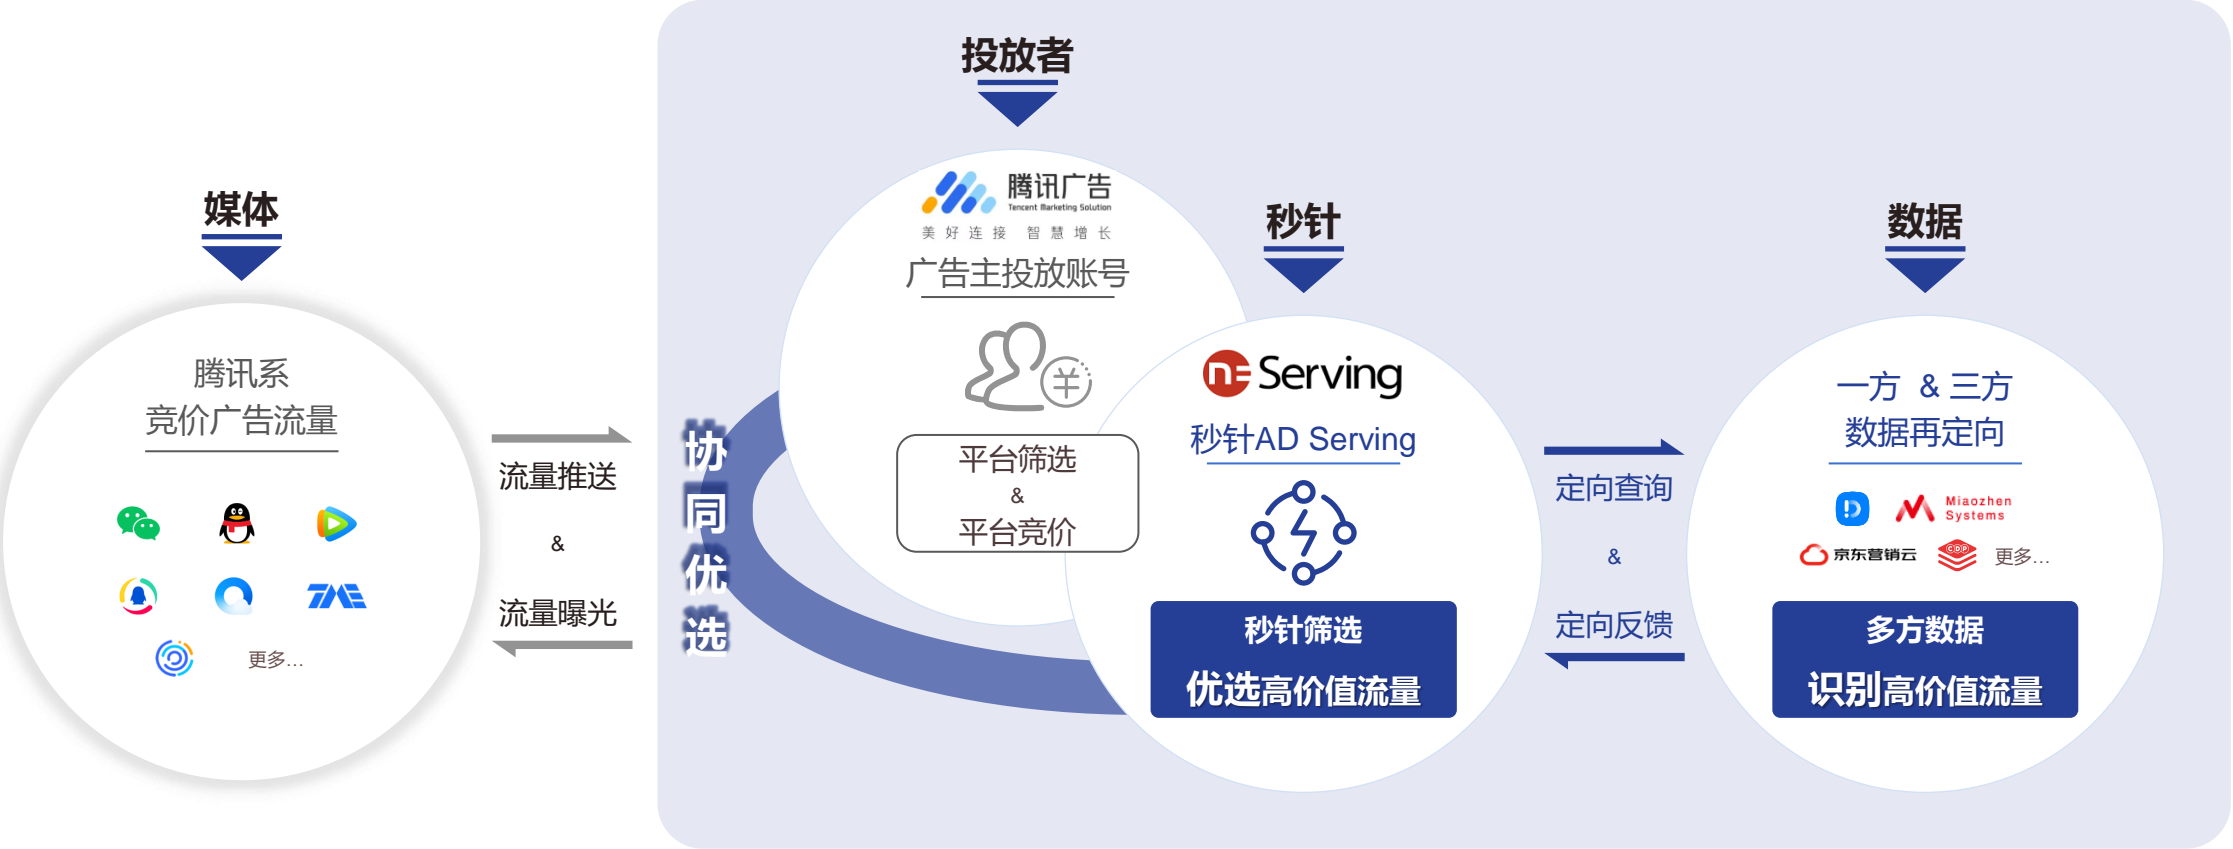 媒体
腾讯系
竞价广告流量
TME
更多...
流量推送
&
流量曝光
协同优选
投放者
腾讯广告
Tencent Marketing Solution
美好连接 智慧增长
广告主投放账号
平台筛选
&
平台竞价
秒针
Serving
秒针AD Serving
秒针筛选
优选高价值流量
定向查询
&
定向反馈
数据
一方 & 三方
数据再定向
Miaozhen
Systems
京东营销云
CDP
更多...
多方数据
识别高价值流量